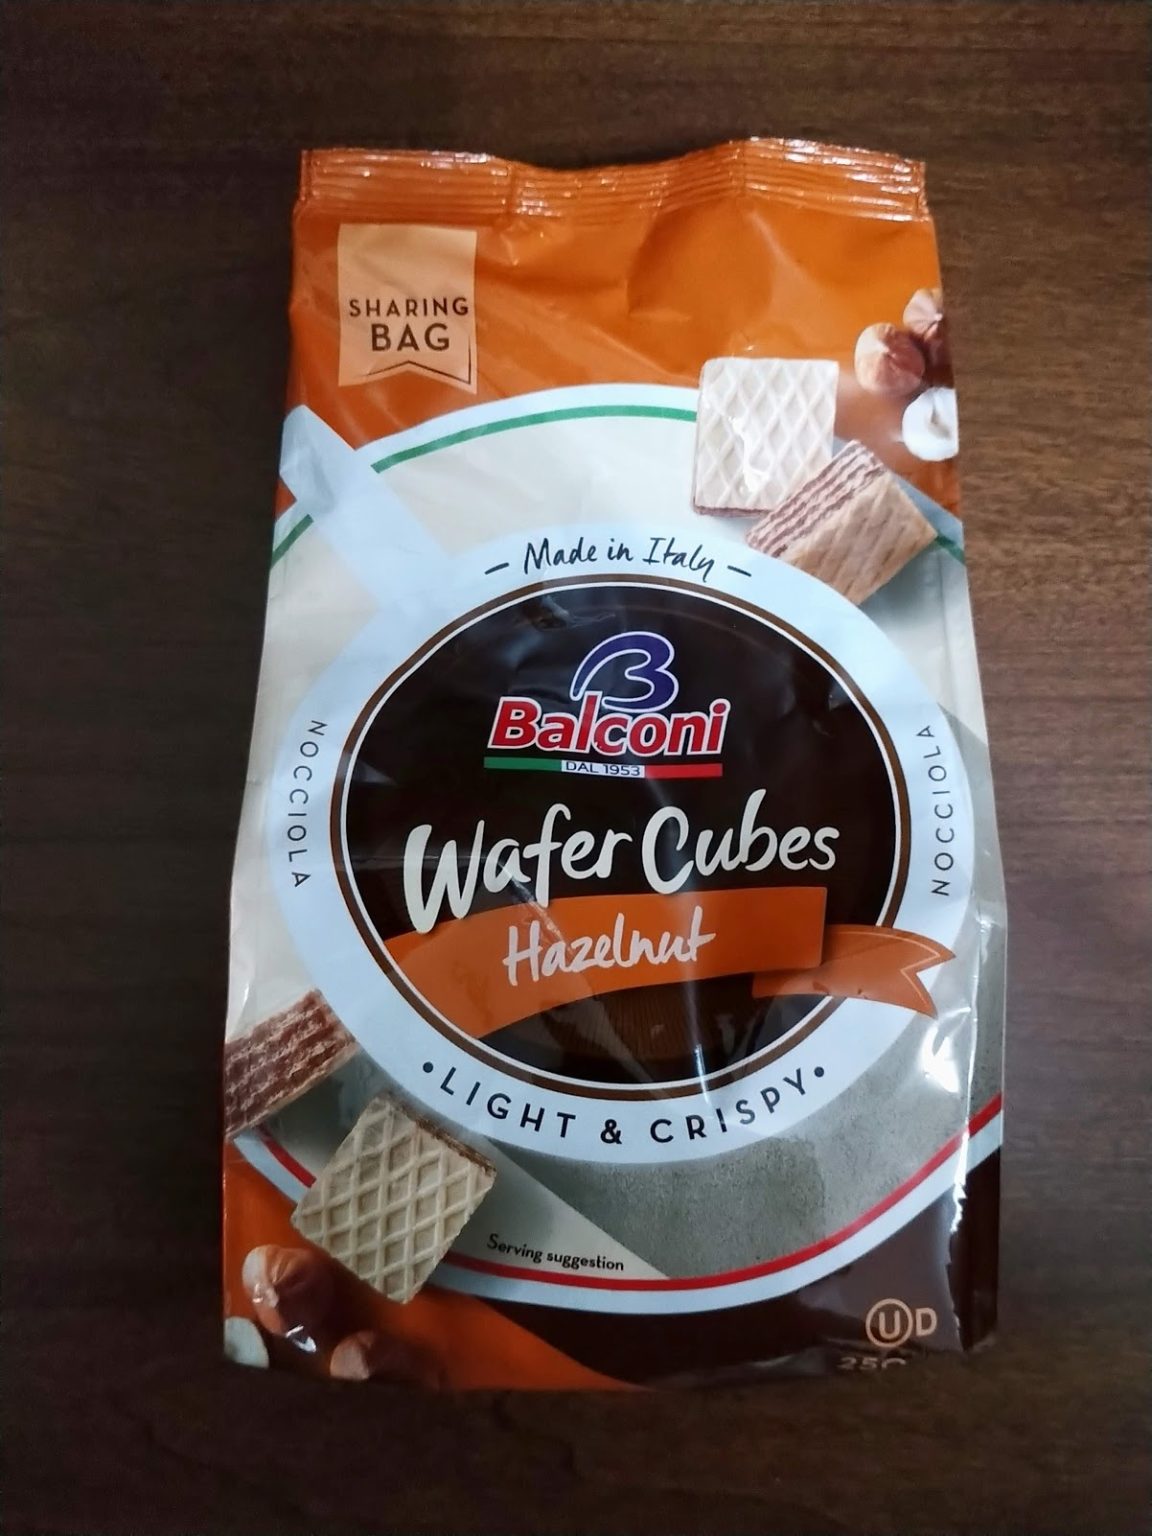 SHARING
BAG
– Made in Italy –
B
Balconi
DAL 1953
NOCCIOLA
NOCCIOLA
Wafer Cubes
Hazelnut
• LIGHT & CRISPY •
Serving suggestion
U D